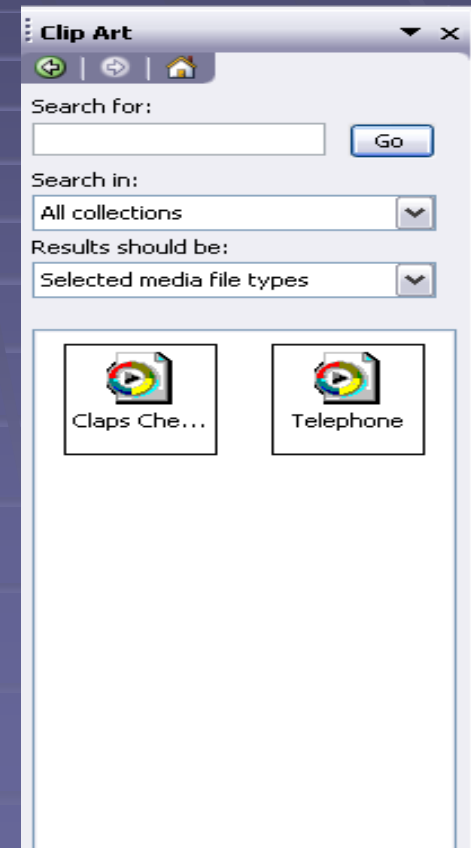 Clip Art
Search for:
Go
Search in:
All collections
Results should be:
Selected media file types
Claps Che...
Telephone